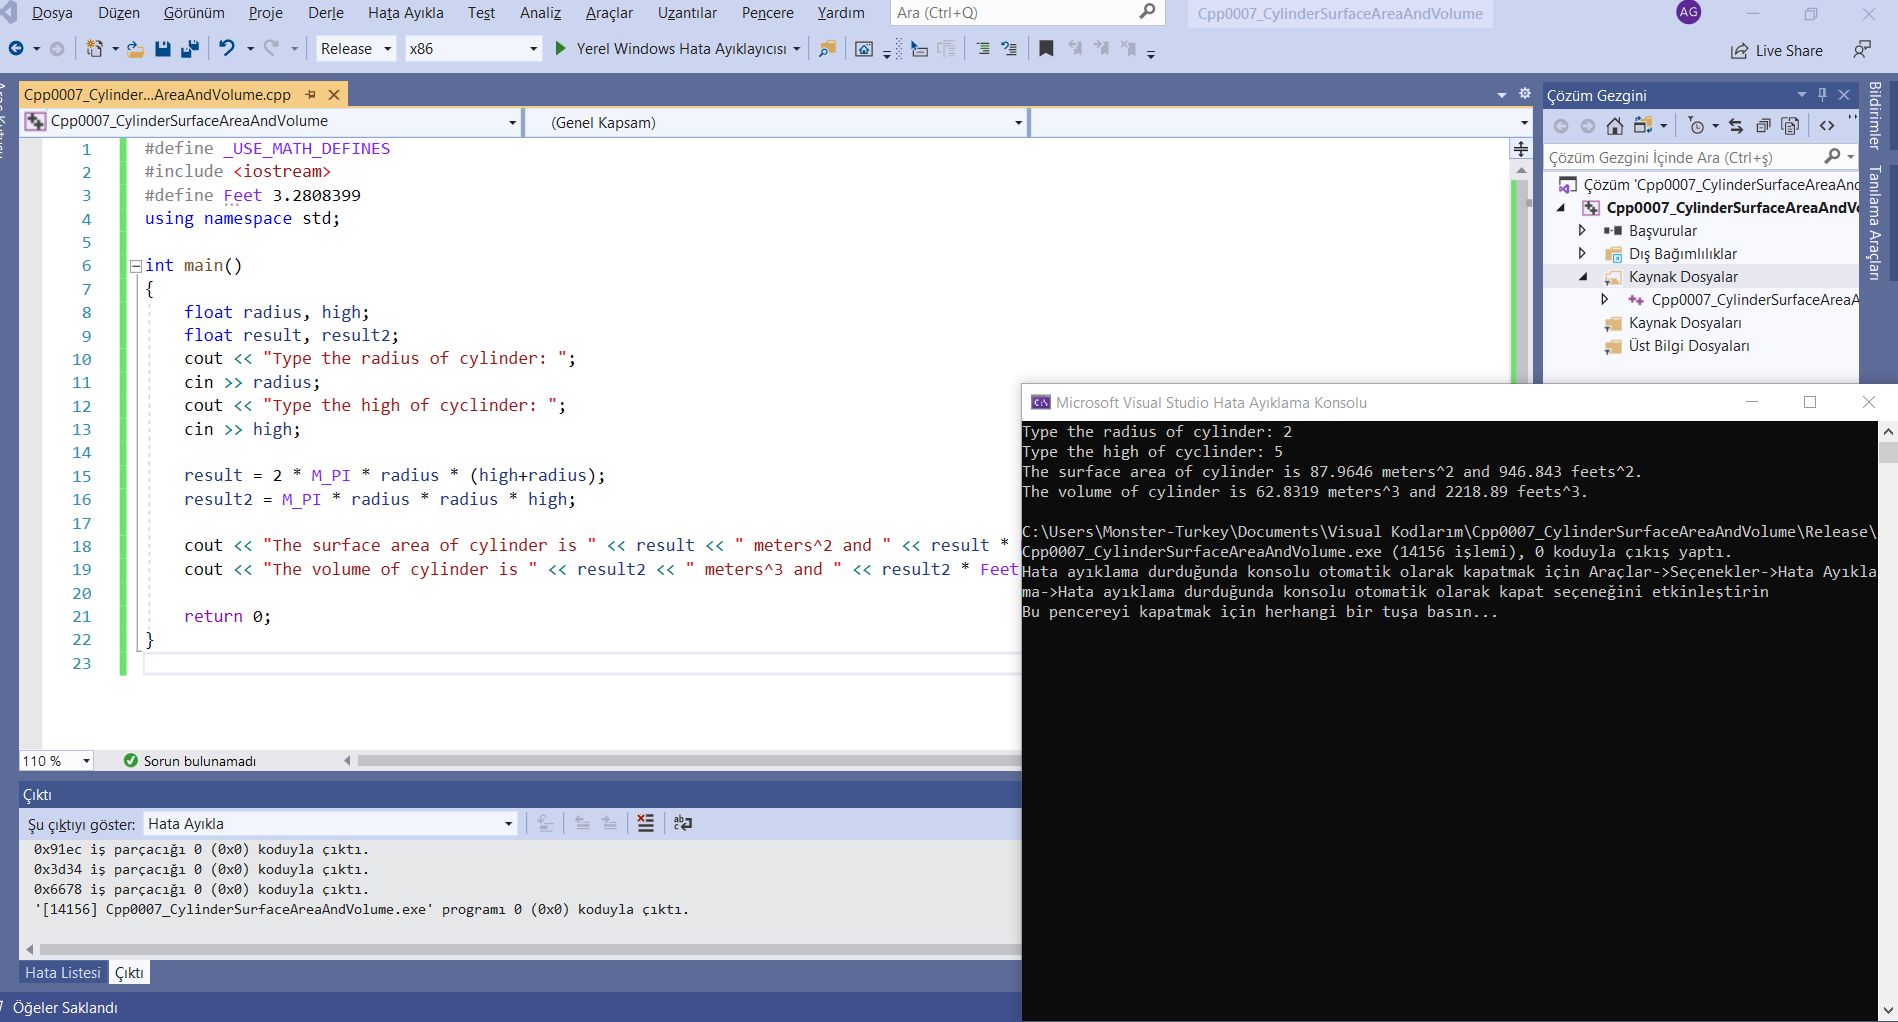 Dosya Düzen Görünüm Proje Derle Hata Ayıkla Test Analiz Araçlar Uzantılar Pencere Yardım Ara (Ctrl+Q) Cpp0007_CylinderSurfaceAreaAndVolume AG
Release x86 Yerel Windows Hata Ayıklayıcısı Live Share
Cpp0007_Cylinder...AreaAndVolume.cpp
Cpp0007_CylinderSurfaceAreaAndVolume (Genel Kapsam)
1 #define _USE_MATH_DEFINES
2 #include <iostream>
3 #define Feet 3.2808399
4 using namespace std;
5
6 int main()
7 {
8 float radius, high;
9 float result, result2;
10 cout << "Type the radius of cylinder: ";
11 cin >> radius;
12 cout << "Type the high of cyclinder: ";
13 cin >> high;
14
15 result = 2 * M_PI * radius * (high+radius);
16 result2 = M_PI * radius * radius * high;
17
18 cout << "The surface area of cylinder is " << result << " meters^2 and " << result *
19 cout << "The volume of cylinder is " << result2 << " meters^3 and " << result2 * Feet
20
21 return 0;
22 }
23
110 % Sorun bulunamadı
Çıktı
Şu çıktıyı göster: Hata Ayıkla
0x91ec iş parçacığı 0 (0x0) koduyla çıktı.
0x3d34 iş parçacığı 0 (0x0) koduyla çıktı.
0x6678 iş parçacığı 0 (0x0) koduyla çıktı.
'[14156] Cpp0007_CylinderSurfaceAreaAndVolume.exe' programı 0 (0x0) koduyla çıktı.
Hata Listesi Çıktı
Öğeler Saklandı
Çözüm Gezgini
Çözüm Gezgini İçinde Ara (Ctrl+ş)
Çözüm 'Cpp0007_CylinderSurfaceAreaAnd
Cpp0007_CylinderSurfaceAreaAndVo
Başvurular
Dış Bağımlılıklar
Kaynak Dosyalar
Cpp0007_CylinderSurfaceAreaA
Kaynak Dosyaları
Üst Bilgi Dosyaları
Bildirimler
Tanılama Araçları
Microsoft Visual Studio Hata Ayıklama Konsolu
Type the radius of cylinder: 2
Type the high of cyclinder: 5
The surface area of cylinder is 87.9646 meters^2 and 946.843 feets^2.
The volume of cylinder is 62.8319 meters^3 and 2218.89 feets^3.
C:\Users\Monster-Turkey\Documents\Visual Kodlarım\Cpp0007_CylinderSurfaceAreaAndVolume\Release\
Cpp0007_CylinderSurfaceAreaAndVolume.exe (14156 işlemi), 0 koduyla çıkış yaptı.
Hata ayıklama durduğunda konsolu otomatik olarak kapatmak için Araçlar->Seçenekler->Hata Ayıkla
ma->Hata ayıklama durduğunda konsolu otomatik olarak kapat seçeneğini etkinleştirin
Bu pencereyi kapatmak için herhangi bir tuşa basın...